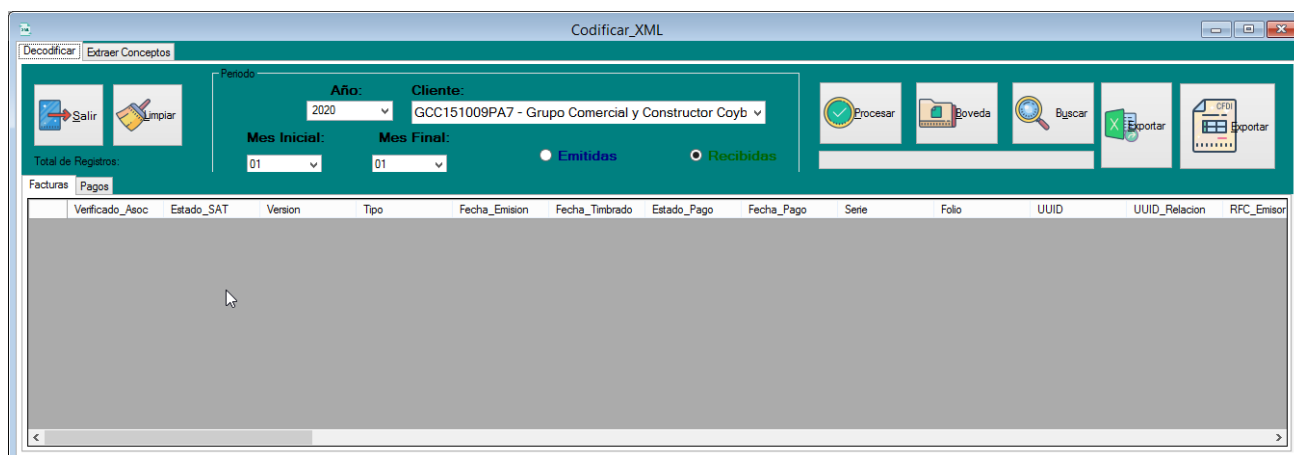 Codificar_XML
Decodificar Extraer Conceptos
Periodo
Año: Cliente:
2020 GCC151009PA7 - Grupo Comercial y Constructor Coyb
Salir Limpiar Procesar Boveda Buscar Exportar CFDI Exportar
Mes Inicial: Mes Final:
Total de Registros: 01 01 Emitidas Recibidas
Facturas Pagos
Verificado_Asoc Estado_SAT Version Tipo Fecha_Emision Fecha_Timbrado Estado_Pago Fecha_Pago Serie Folio UUID UUID_Relacion RFC_Emisor